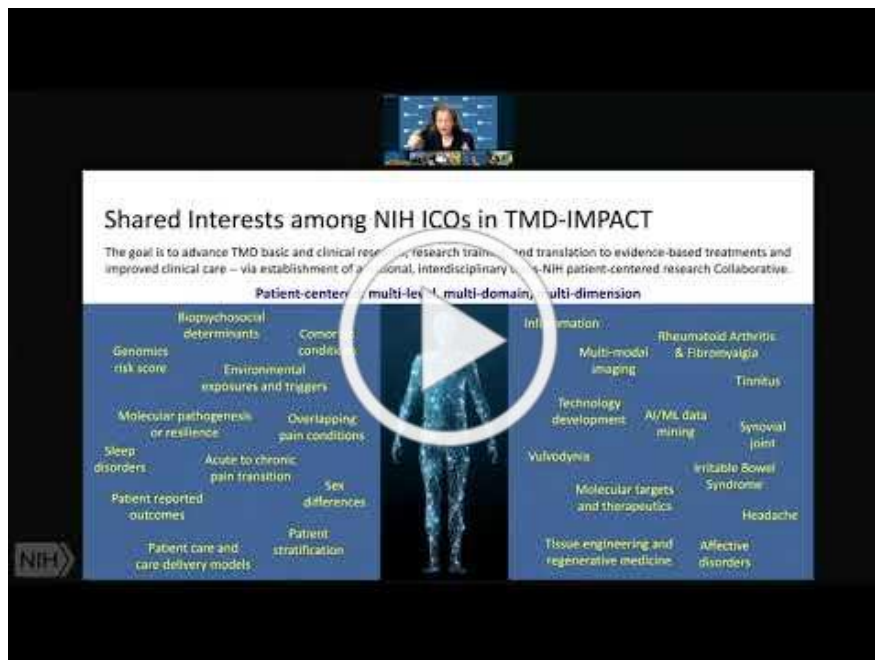 Shared Interests among NIH ICOs in TMD-IMPACT
The goal is to advance TMD basic and clinical research, research training and translation to evidence-based treatments and
improved clinical care – via establishment of a national, interdisciplinary trans-NIH patient-centered research Collaborative.
Patient-centered, multi-level, multi-domain, multi-dimension
Biopsychosocial
determinants
Comorbid
conditions
Genomics
risk score
Environmental
exposures and triggers
Molecular pathogenesis
or resilience
Overlapping
pain conditions
Sleep
disorders
Acute to chronic
pain transition
Sex
differences
Patient reported
outcomes
Patient
stratification
Patient care and
care delivery models
Inflammation
Rheumatoid Arthritis
& Fibromyalgia
Multi-modal
imaging
Tinnitus
Technology
development
AI/ML data
mining
Synovial
joint
Vulvodynia
Irritable Bowel
Syndrome
Molecular targets
and therapeutics
Headache
Tissue engineering and
regenerative medicine
Affective
disorders
NIH